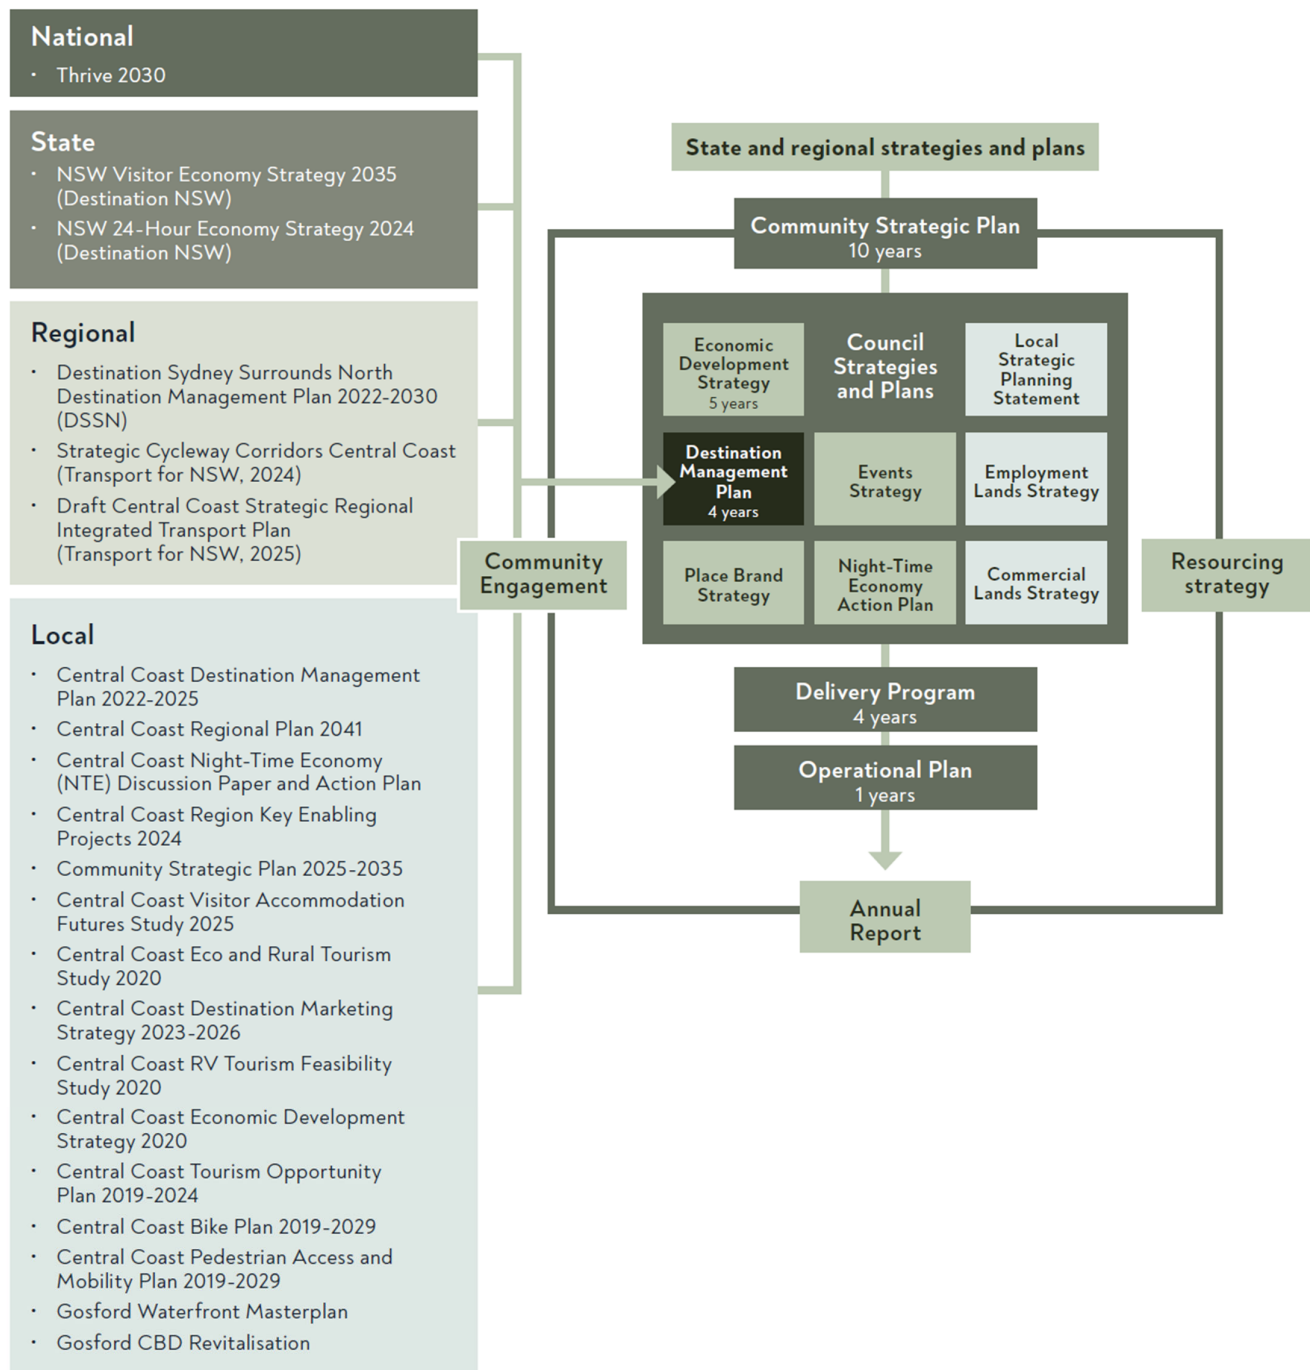 National
• Thrive 2030
State
• NSW Visitor Economy Strategy 2035
(Destination NSW)
• NSW 24-Hour Economy Strategy 2024
(Destination NSW)
Regional
• Destination Sydney Surrounds North
Destination Management Plan 2022-2030
(DSSN)
• Strategic Cycleway Corridors Central Coast
(Transport for NSW, 2024)
• Draft Central Coast Strategic Regional
Integrated Transport Plan
(Transport for NSW, 2025)
Local
• Central Coast Destination Management
Plan 2022-2025
• Central Coast Regional Plan 2041
• Central Coast Night-Time Economy
(NTE) Discussion Paper and Action Plan
• Central Coast Region Key Enabling
Projects 2024
• Community Strategic Plan 2025-2035
• Central Coast Visitor Accommodation
Futures Study 2025
• Central Coast Eco and Rural Tourism
Study 2020
• Central Coast Destination Marketing
Strategy 2023-2026
• Central Coast RV Tourism Feasibility
Study 2020
• Central Coast Economic Development
Strategy 2020
• Central Coast Tourism Opportunity
Plan 2019-2024
• Central Coast Bike Plan 2019-2029
• Central Coast Pedestrian Access and
Mobility Plan 2019-2029
• Gosford Waterfront Masterplan
• Gosford CBD Revitalisation
State and regional strategies and plans
Community Strategic Plan
10 years
Economic
Development
Strategy
5 years
Council
Strategies
and Plans
Local
Strategic
Planning
Statement
Destination
Management
Plan
4 years
Events
Strategy
Employment
Lands Strategy
Place Brand
Strategy
Night-Time
Economy
Action Plan
Commercial
Lands Strategy
Community
Engagement
Resourcing
strategy
Delivery Program
4 years
Operational Plan
1 years
Annual
Report